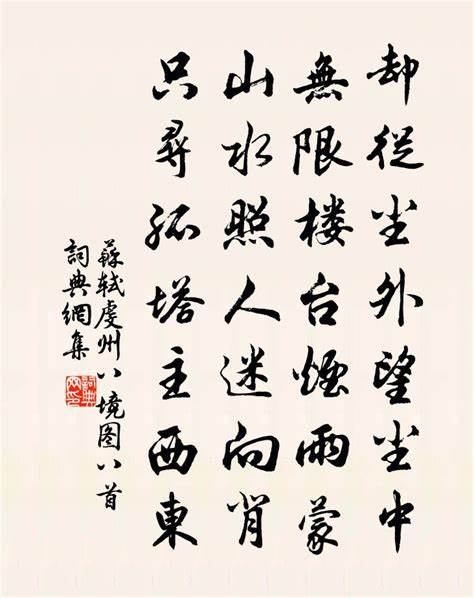 却從尘外望尘中
無限楼台煙雨蒙
山水照人迷向背
只尋孤塔主西東
蘇軾虔州八境图八首
詞典網集